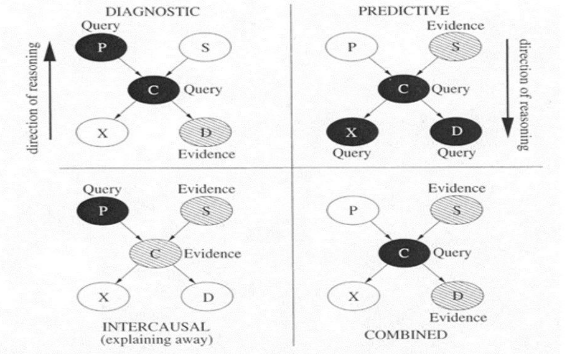 DIAGNOSTIC
Query
P
S
C
Query
X
D
Evidence
direction of reasoning
PREDICTIVE
Evidence
P
S
C
Query
X
D
Query
Query
direction of reasoning
Query
Evidence
P
S
C
Evidence
X
D
INTERCAUSAL
(explaining away)
Evidence
P
S
C
Query
X
D
Evidence
COMBINED